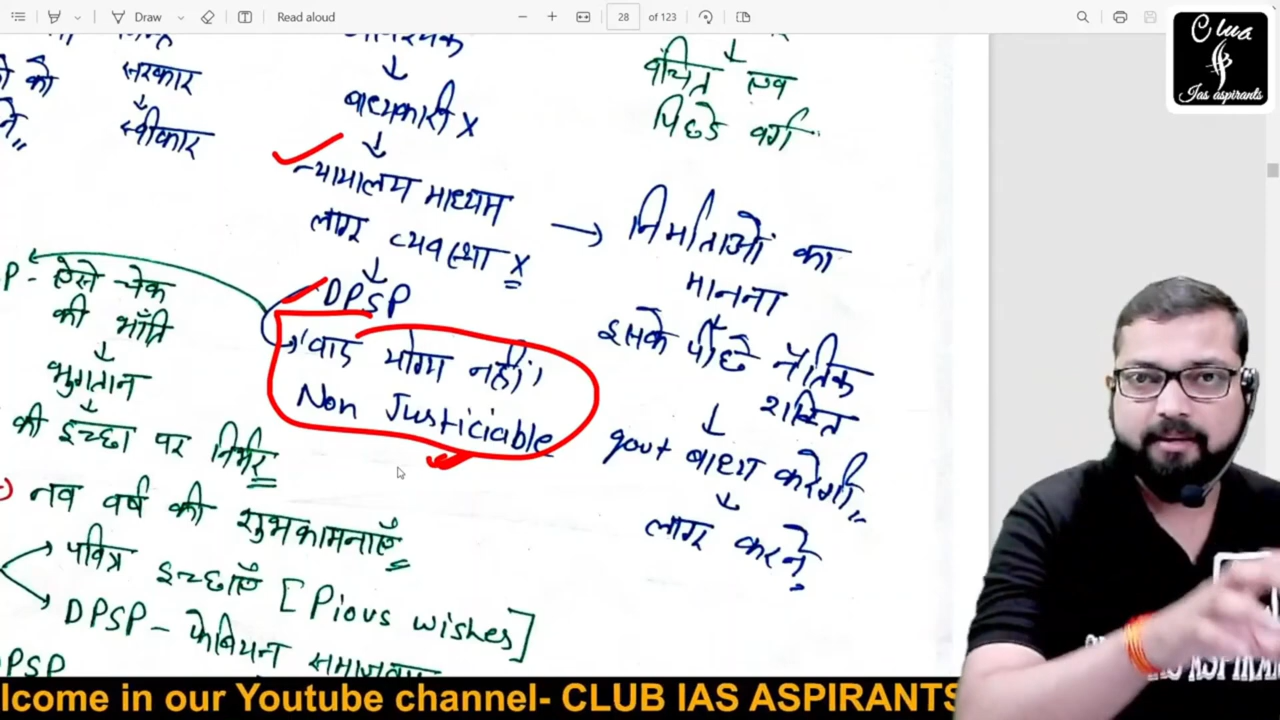 Draw
Read aloud
28 of 123
Club
Ias aspirants
को को
सरकार
स्वीकार
बाध्यकारी x
न्यायालय माध्यम
लागू व्यवस्था x
DPSP
'वाद योग्य नहीं'
Non Justiciable
वंचित एवं
पिछडे वर्ग
निर्माताओं का
मानना
इसके पीछे नैतिक
शक्ति
govt बाध्य करेगी
लागू करने
P - ऐसे चेक
की भाँति
भुगतान
की इच्छा पर निर्भर
नव वर्ष की शुभकामनाएँ
पवित्र इच्छाएँ [Pious wishes]
DPSP - फेबियन समाजवाद
DPSP
lcome in our Youtube channel- CLUB IAS ASPIRANTS